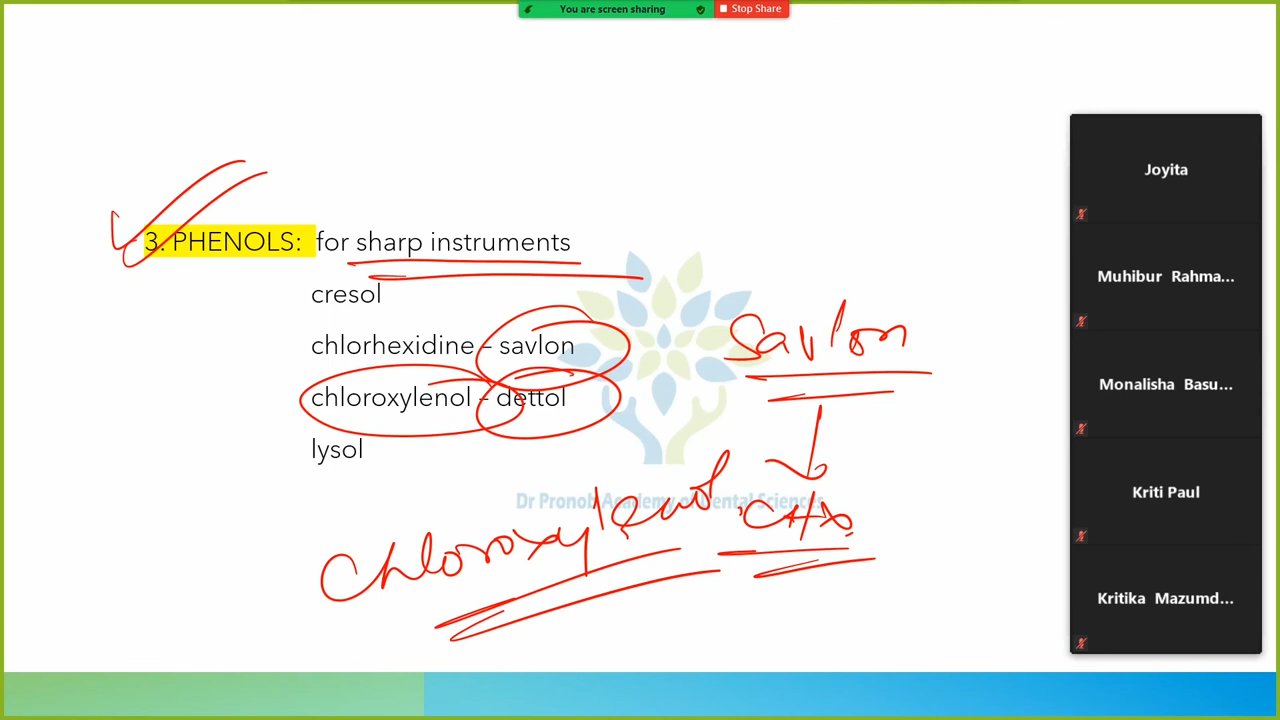 You are screen sharing Stop Share
Joyita
3. PHENOLS: for sharp instruments
Muhibur Rahma...
cresol
chlorhexidine – savlon
Savlon
chloroxylenol – dettol
Monalisha Basu...
lysol
Dr Pronob Academy of Dental Sciences
Kriti Paul
chloroxylenol
CHX
Kritika Mazumd...